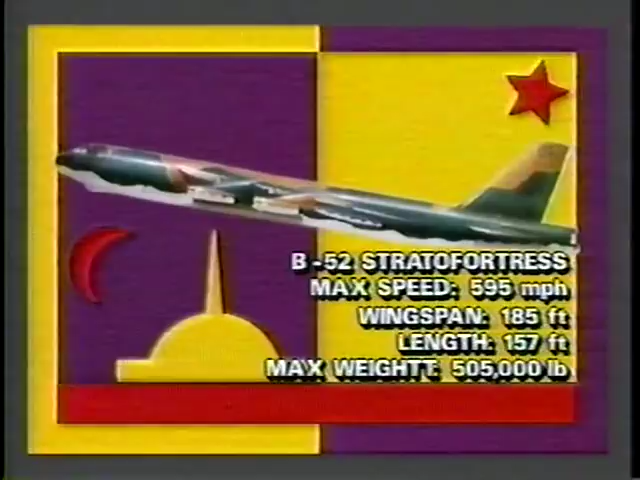 B-52 STRATOFORTRESS
MAX SPEED: 595 mph
WINGSPAN: 185 ft
LENGTH: 157 ft
MAX WEIGHTT: 505,000 lb